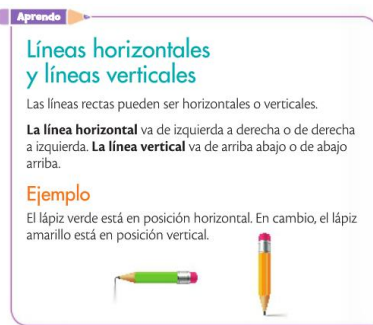 Aprendo
Líneas horizontales
y líneas verticales
Las líneas rectas pueden ser horizontales o verticales.
La línea horizontal va de izquierda a derecha o de derecha
a izquierda. La línea vertical va de arriba abajo o de abajo
arriba.
Ejemplo
El lápiz verde está en posición horizontal. En cambio, el lápiz
amarillo está en posición vertical.